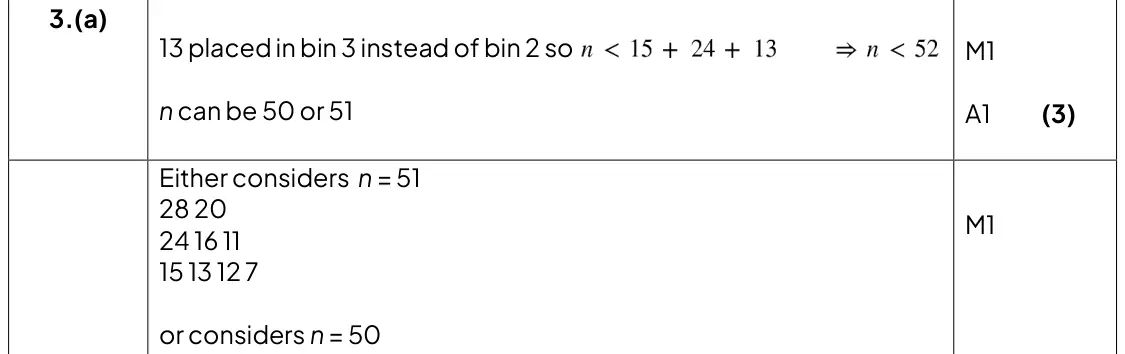 3.(a)
13 placed in bin 3 instead of bin 2 so n < 15 + 24 + 13 ⇒ n < 52 M1
n can be 50 or 51 A1 (3)
Either considers n = 51
28 20 M1
24 16 11
15 13 12 7
or considers n = 50